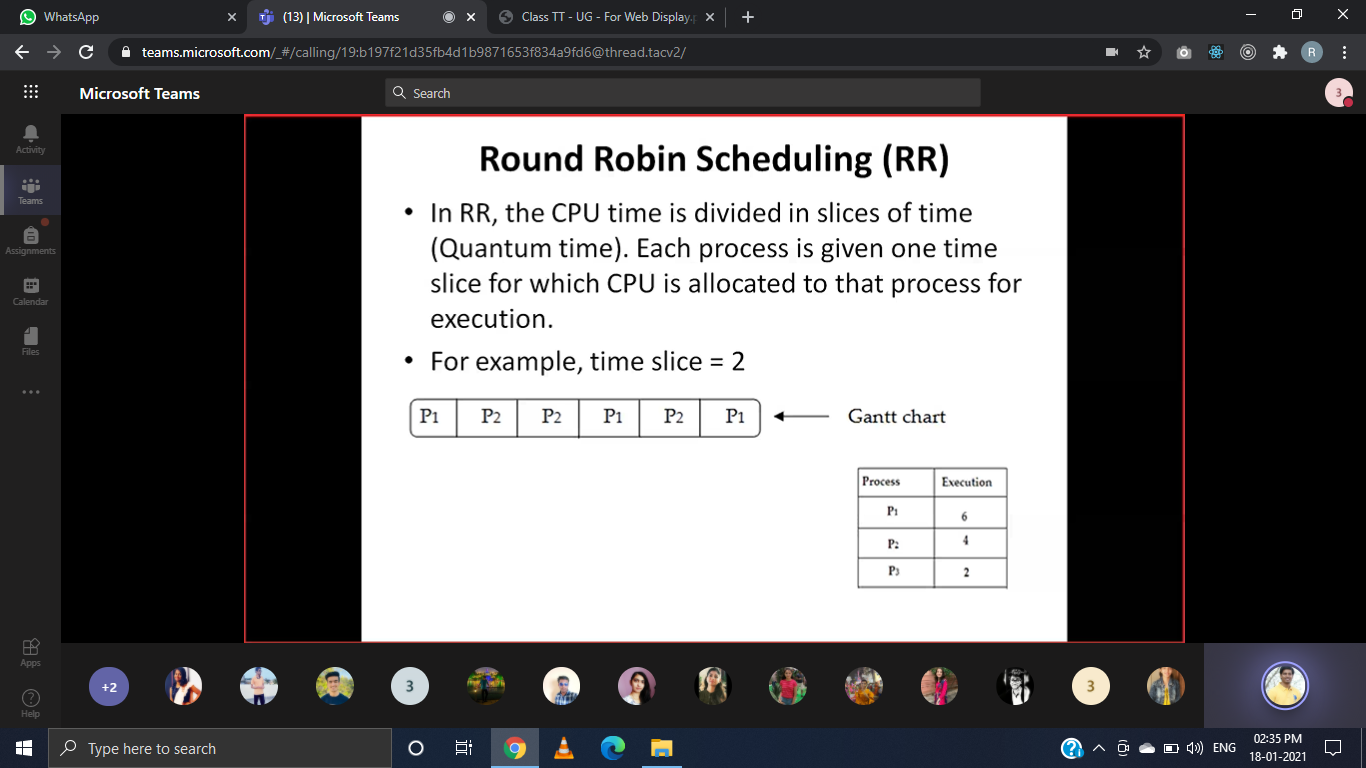 WhatsApp
(13) | Microsoft Teams
Class TT - UG - For Web Display.p
teams.microsoft.com/_#/calling/19:b197f21d35fb4d1b9871653f834a9fd6@thread.tacv2/
R
Microsoft Teams
Search
3
Activity
Teams
Assignments
Calendar
Files
Apps
Help
Round Robin Scheduling (RR)
• In RR, the CPU time is divided in slices of time
(Quantum time). Each process is given one time
slice for which CPU is allocated to that process for
execution.
• For example, time slice = 2
P1 P2 P2 P1 P2 P1 Gantt chart
Process Execution
P1 6
P2 4
P3 2
+2 3 3
Type here to search
ENG
02:35 PM
18-01-2021